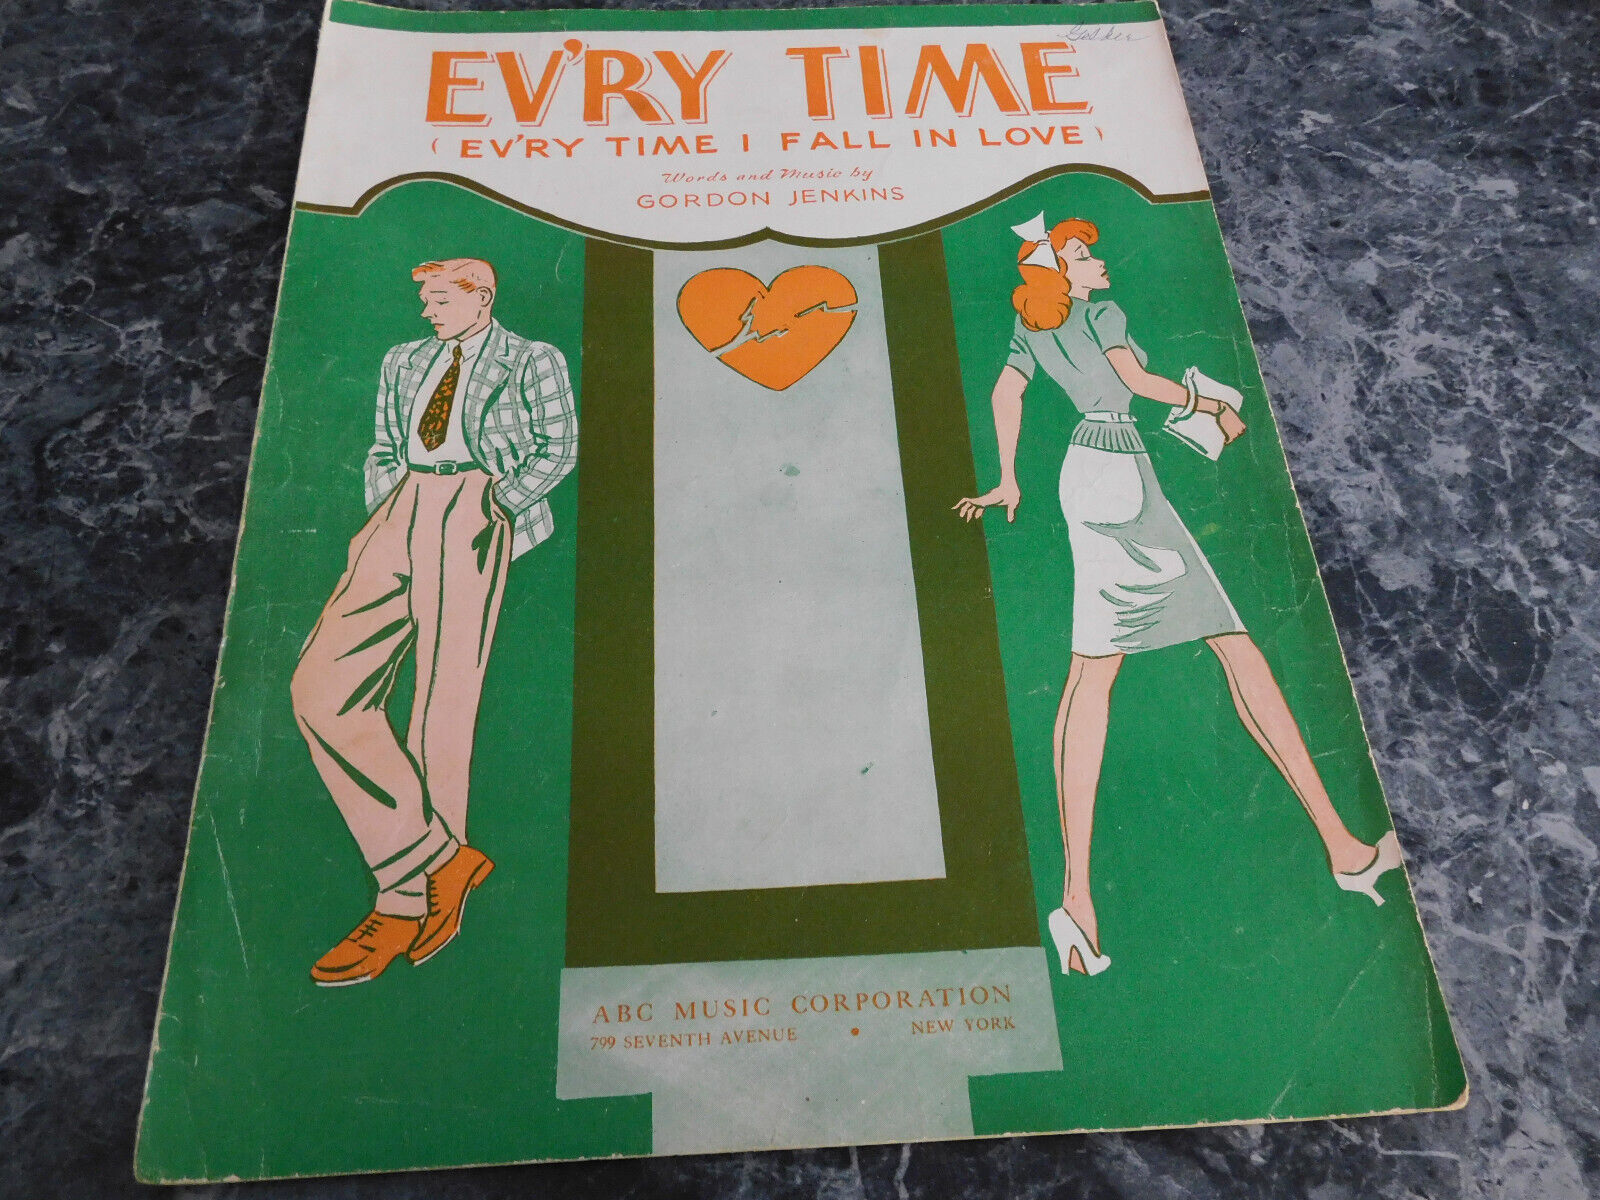 EV'RY TIME
( EV'RY TIME I FALL IN LOVE )
Words and Music by
GORDON JENKINS
ABC MUSIC CORPORATION
799 SEVENTH AVENUE • NEW YORK